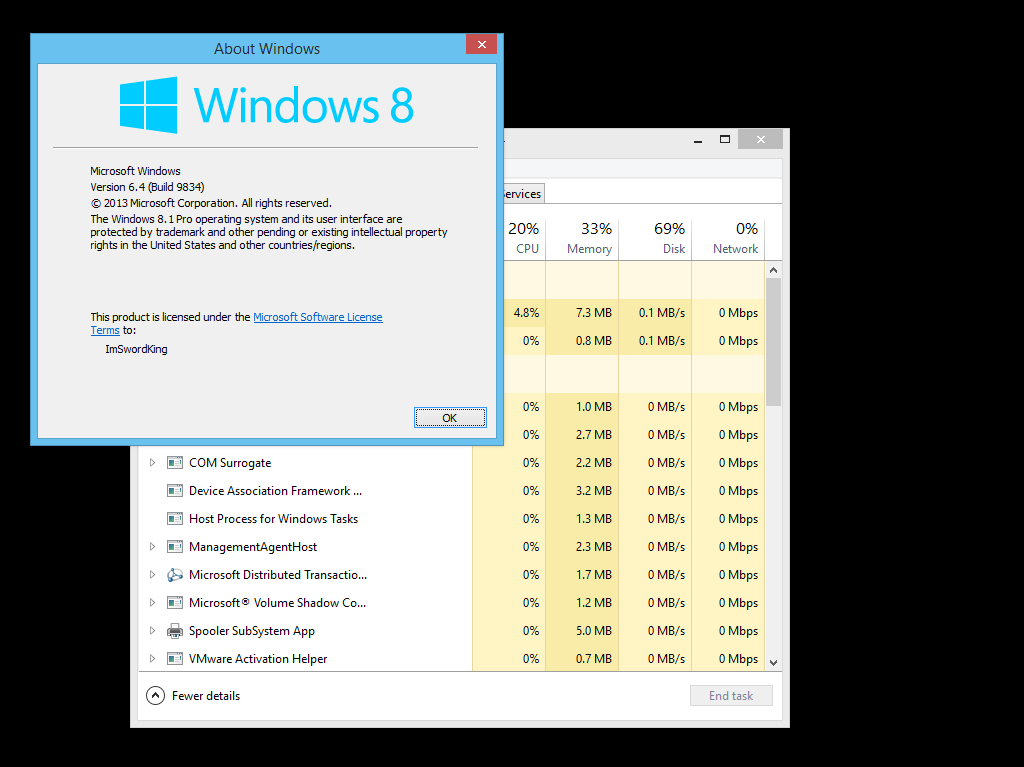 About Windows
Windows 8
Microsoft Windows
Version 6.4 (Build 9834)
© 2013 Microsoft Corporation. All rights reserved.
The Windows 8.1 Pro operating system and its user interface are
protected by trademark and other pending or existing intellectual property
rights in the United States and other countries/regions.
This product is licensed under the Microsoft Software License
Terms to:
ImSwordKing
OK
ervices
20% 33% 69% 0%
CPU Memory Disk Network
4.8% 7.3 MB 0.1 MB/s 0 Mbps
0% 0.8 MB 0.1 MB/s 0 Mbps
0% 1.0 MB 0 MB/s 0 Mbps
0% 2.7 MB 0 MB/s 0 Mbps
COM Surrogate 0% 2.2 MB 0 MB/s 0 Mbps
Device Association Framework ... 0% 3.2 MB 0 MB/s 0 Mbps
Host Process for Windows Tasks 0% 1.3 MB 0 MB/s 0 Mbps
ManagementAgentHost 0% 2.3 MB 0 MB/s 0 Mbps
Microsoft Distributed Transactio... 0% 1.7 MB 0 MB/s 0 Mbps
Microsoft® Volume Shadow Co... 0% 1.2 MB 0 MB/s 0 Mbps
Spooler SubSystem App 0% 5.0 MB 0 MB/s 0 Mbps
VMware Activation Helper 0% 0.7 MB 0 MB/s 0 Mbps
Fewer details
End task